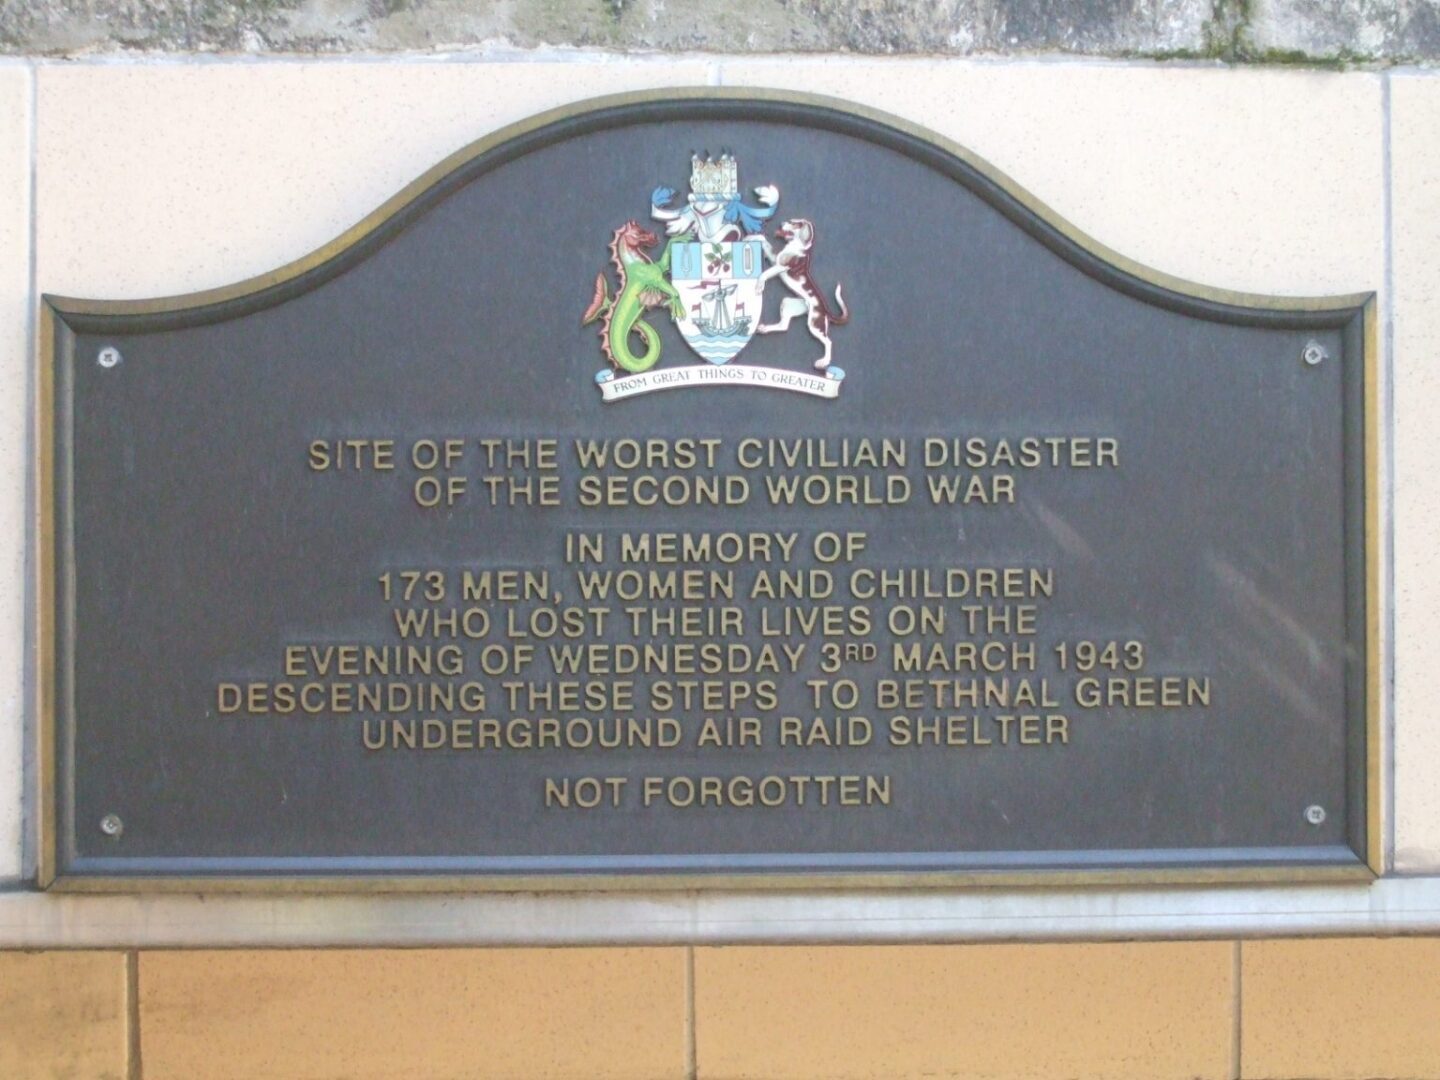 FROM GREAT THINGS TO GREATER
SITE OF THE WORST CIVILIAN DISASTER
OF THE SECOND WORLD WAR
IN MEMORY OF
173 MEN, WOMEN AND CHILDREN
WHO LOST THEIR LIVES ON THE
EVENING OF WEDNESDAY 3RD MARCH 1943
DESCENDING THESE STEPS TO BETHNAL GREEN
UNDERGROUND AIR RAID SHELTER
NOT FORGOTTEN